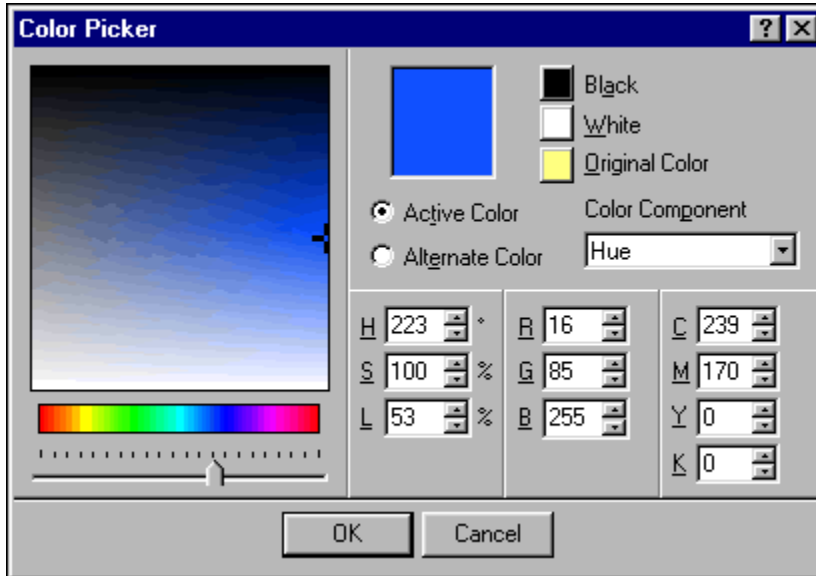 Color Picker
Black
White
Original Color
Active Color
Color Component
Alternate Color
Hue
H 223 ° R 16 C 239
S 100 % G 85 M 170
L 53 % B 255 Y 0
K 0
OK Cancel